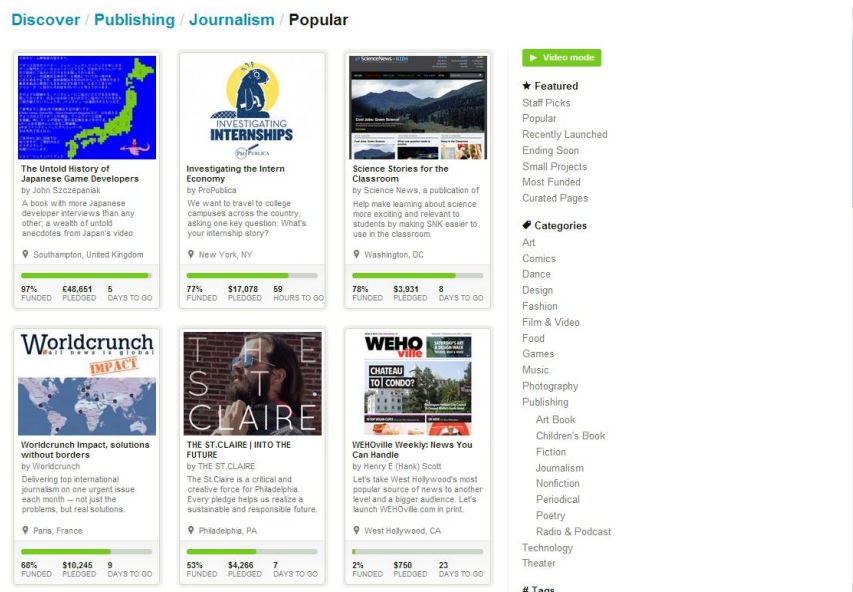 Discover / Publishing / Journalism / Popular
The Untold History of
Japanese Game Developers
by John Szczepaniak
A book with more Japanese
developer interviews than any
other; a wealth of untold
anecdotes from Japan's video
Southampton, United Kingdom
97% £48,651 5
FUNDED PLEDGED DAYS TO GO
INVESTIGATING
INTERNSHIPS
PROPUBLICA
Investigating the Intern
Economy
by ProPublica
We want to travel to college
campuses across the country,
asking one key question: What's
your internship story?
New York, NY
77% $17,078 59
FUNDED PLEDGED HOURS TO GO
ScienceNews
Cool Jobs: Green Science
Science Stories for the
Classroom
by Science News, a publication of
Help make learning about science
more exciting and relevant to
students by making SNK easier to
use in the classroom.
Washington, DC
78% $3,931 8
FUNDED PLEDGED DAYS TO GO
Worldcrunch
all news is global
IMPACT
Worldcrunch Impact, solutions
without borders
by Worldcrunch
Delivering top international
journalism on one urgent issue
each month -- not just the
problems, but real solutions.
Paris, France
68% $10,245 9
FUNDED PLEDGED DAYS TO GO
THE
ST.
CLAIRE
THE ST.CLAIRE | INTO THE
FUTURE
by THE ST.CLAIRE
The St.Claire is a critical and
creative force for Philadelphia.
Every pledge helps us realize a
sustainable and responsible future.
Philadelphia, PA
53% $4,266 7
FUNDED PLEDGED DAYS TO GO
WEHO
ville
SATURDAY'S ART
& DESIGN WALK
CHATEAU
TO CONDO?
WEHOville Weekly: News You
Can Handle
by Henry E (Hank) Scott
Let's take West Hollywood's most
popular source of news to another
level and a bigger audience. Let's
launch WEHOville.com in print.
West Hollywood, CA
2% $750 23
FUNDED PLEDGED DAYS TO GO
Video mode
Featured
Staff Picks
Popular
Recently Launched
Ending Soon
Small Projects
Most Funded
Curated Pages
Categories
Art
Comics
Dance
Design
Fashion
Film & Video
Food
Games
Music
Photography
Publishing
Art Book
Children's Book
Fiction
Journalism
Nonfiction
Periodical
Poetry
Radio & Podcast
Technology
Theater
# Tags